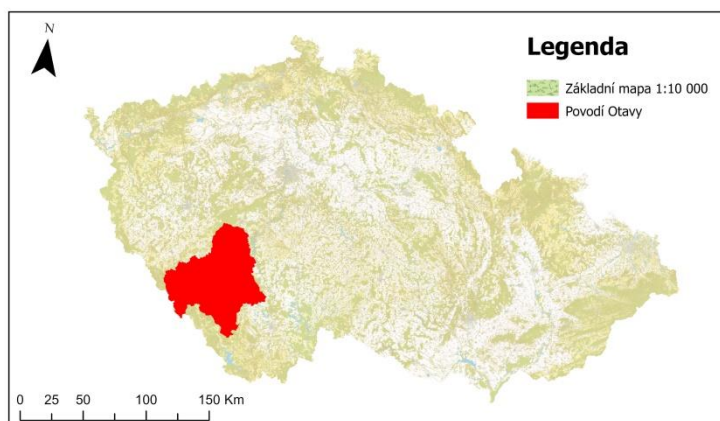 N
Legenda
Základní mapa 1:10 000
Povodí Otavy
0 25 50 100 150 Km